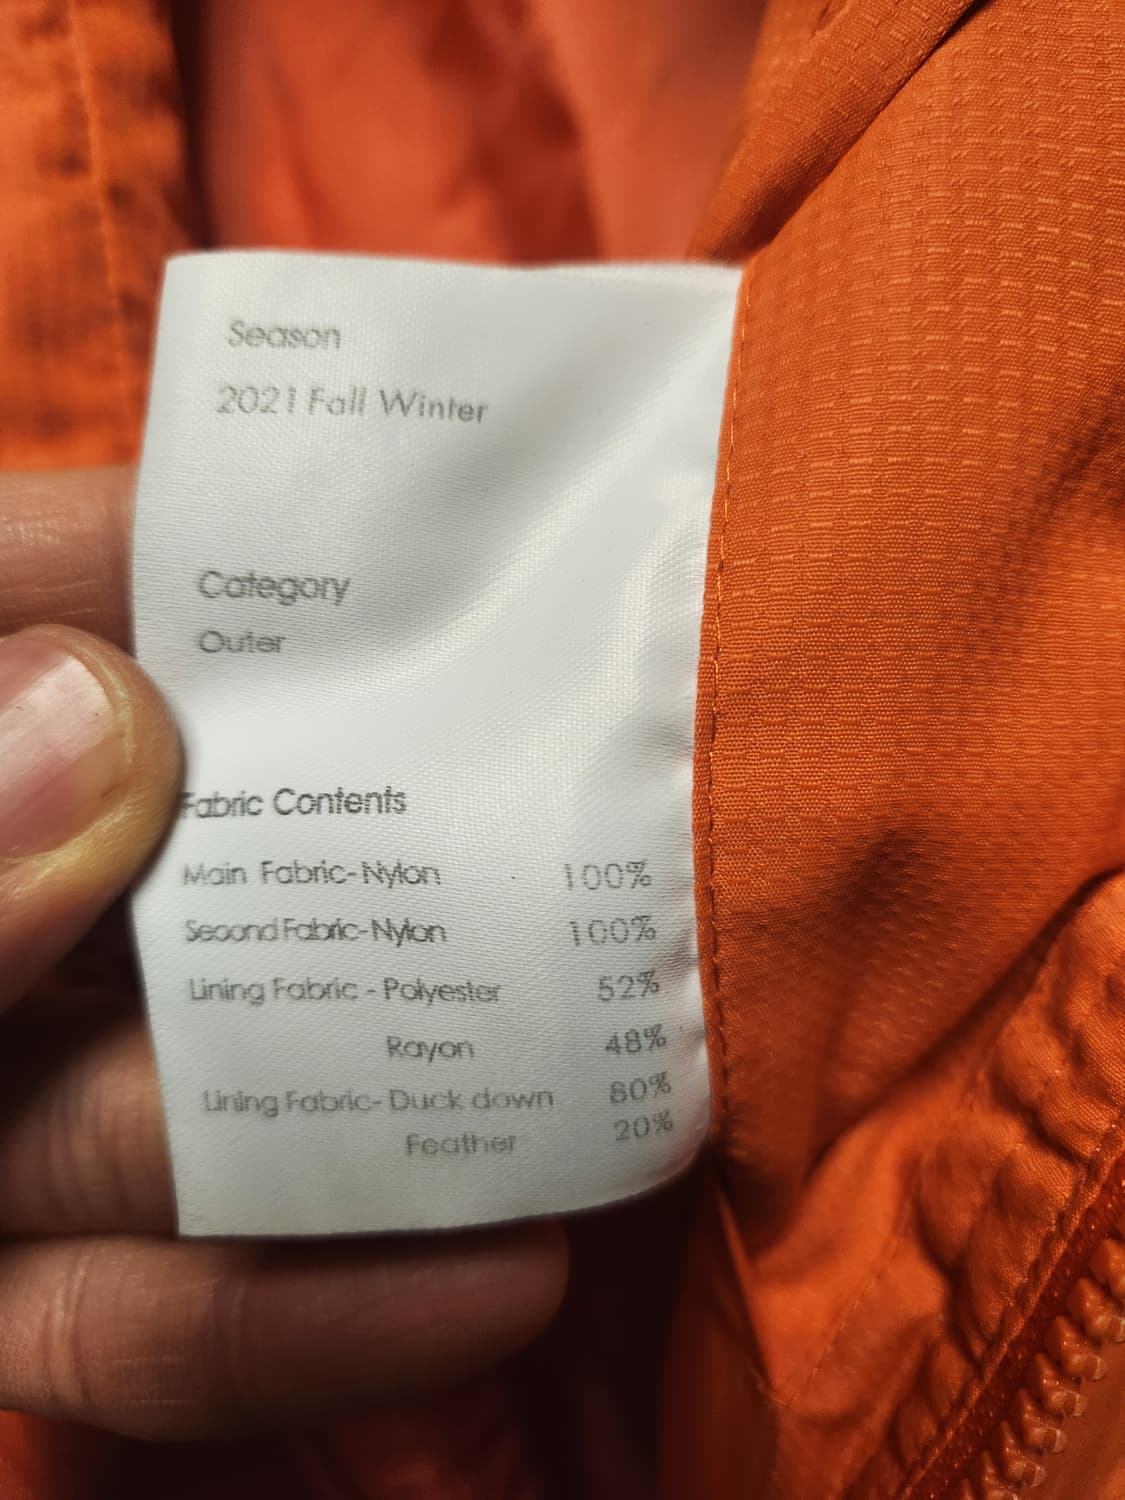 Season
2021 Fall Winter
Category
Outer
Fabric Contents
Main Fabric-Nylon 100%
Second Fabric-Nylon 100%
Lining Fabric - Polyester 52%
Rayon 48%
Lining Fabric- Duck down 80%
Feather 20%